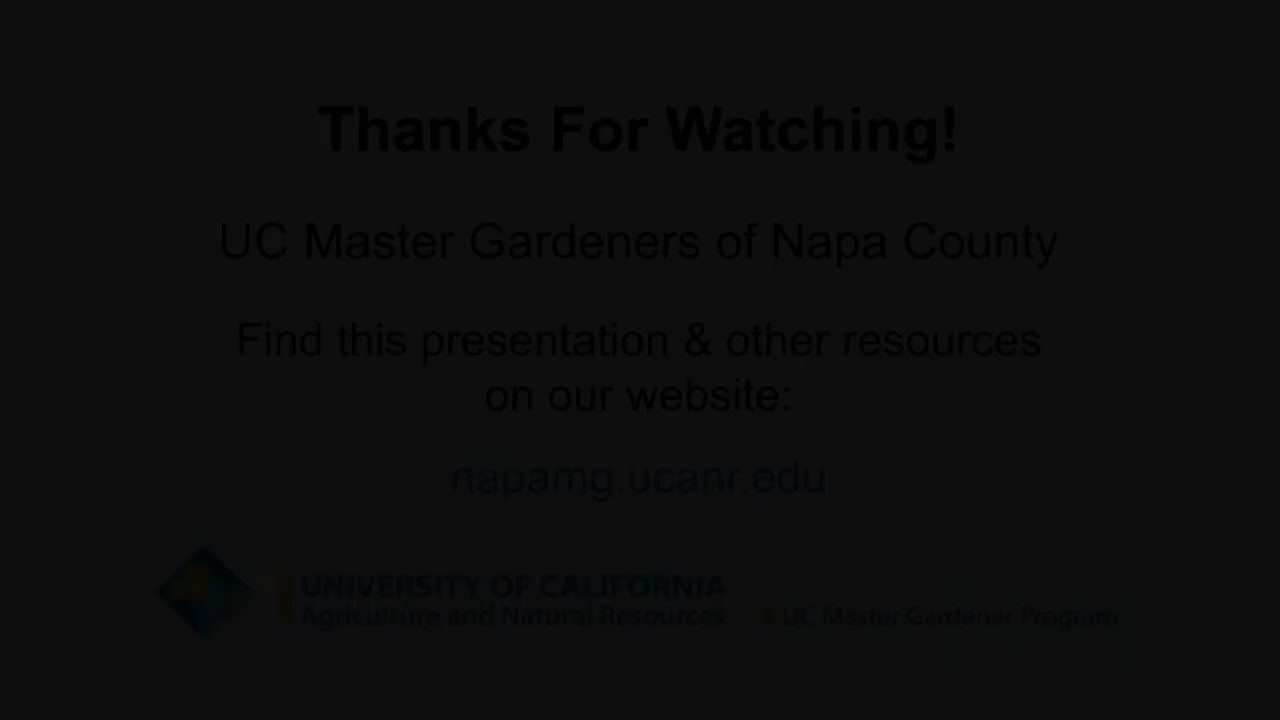 Thanks For Watching!
UC Master Gardeners of Napa County
Find this presentation & other resources
on our website:
napamg.ucanr.edu
UNIVERSITY OF CALIFORNIA
Agriculture and Natural Resources
UC Master Gardener Program